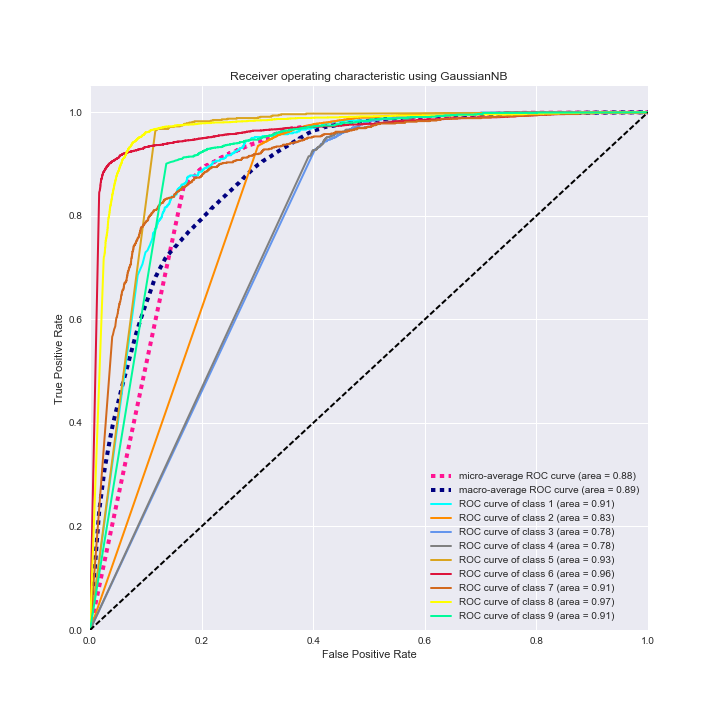 Receiver operating characteristic using GaussianNB
True Positive Rate
1.0
0.8
0.6
0.4
0.2
0.0
micro-average ROC curve (area = 0.88)
macro-average ROC curve (area = 0.89)
ROC curve of class 1 (area = 0.91)
ROC curve of class 2 (area = 0.83)
ROC curve of class 3 (area = 0.78)
ROC curve of class 4 (area = 0.78)
ROC curve of class 5 (area = 0.93)
ROC curve of class 6 (area = 0.96)
ROC curve of class 7 (area = 0.91)
ROC curve of class 8 (area = 0.97)
ROC curve of class 9 (area = 0.91)
0.0 0.2 0.4 0.6 0.8 1.0
False Positive Rate